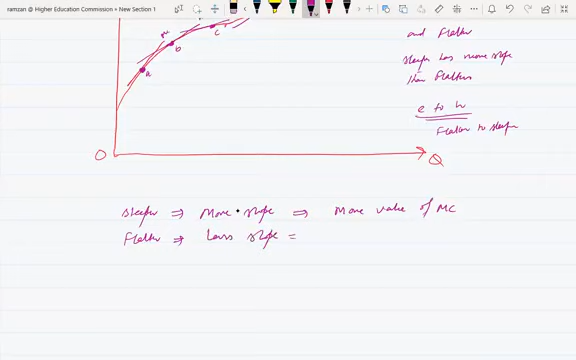 ramzan @ Higher Education Commission » New Section 1
a
b
c
and flatter
steeper has more slope
than flatters
e to h
flatter to steeper
O
Q
steeper ⇒ More slope ⇒ More value of MC
Flatter ⇒ Less slope =